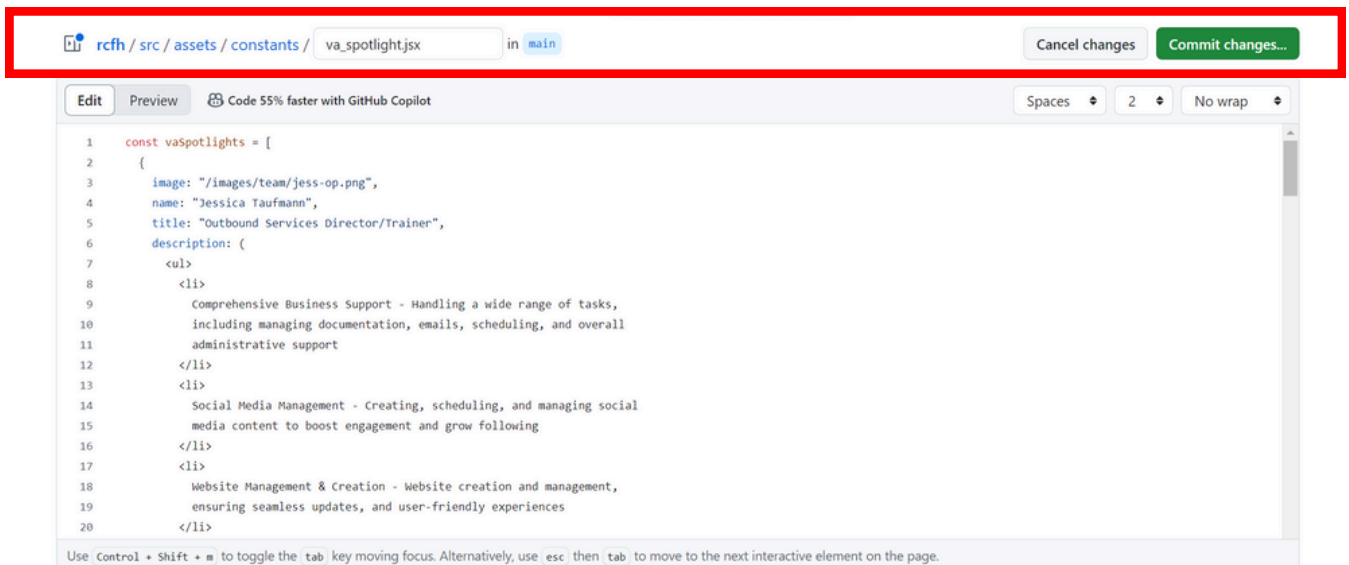 rcfh / src / assets / constants / va_spotlight.jsx in main Cancel changes Commit changes...
Edit Preview Code 55% faster with GitHub Copilot Spaces 2 No wrap
1 const vaSpotlights = [
2 {
3 image: "/images/team/jess-op.png",
4 name: "Jessica Taufmann",
5 title: "Outbound Services Director/Trainer",
6 description: (
7 <ul>
8 <li>
9 Comprehensive Business Support - Handling a wide range of tasks,
10 including managing documentation, emails, scheduling, and overall
11 administrative support
12 </li>
13 <li>
14 Social Media Management - Creating, scheduling, and managing social
15 media content to boost engagement and grow following
16 </li>
17 <li>
18 Website Management & Creation - Website creation and management,
19 ensuring seamless updates, and user-friendly experiences
20 </li>
Use Control + Shift + m to toggle the tab key moving focus. Alternatively, use esc then tab to move to the next interactive element on the page.